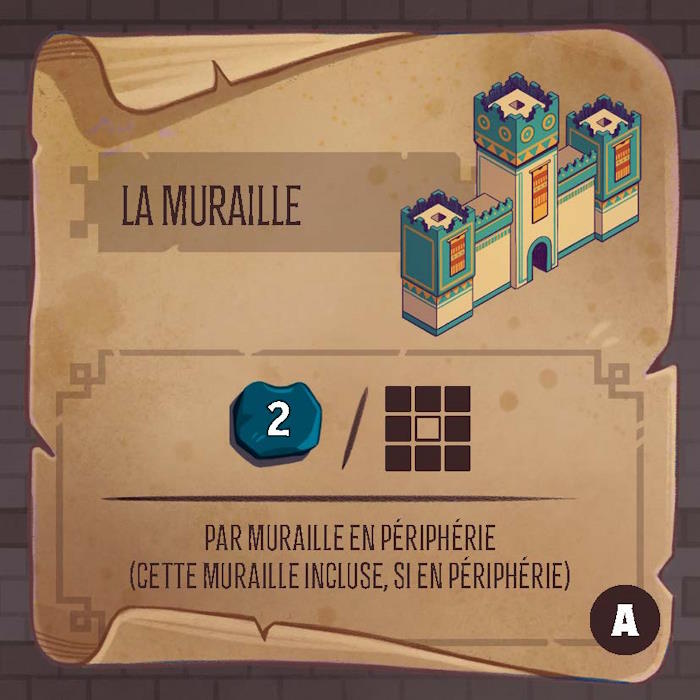 LA MURAILLE
2 /
PAR MURAILLE EN PÉRIPHÉRIE
(CETTE MURAILLE INCLUSE, SI EN PÉRIPHÉRIE)
A